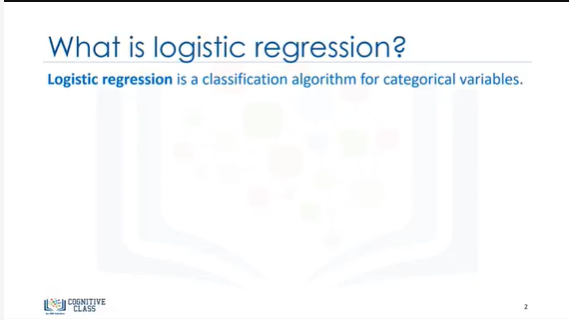 What is logistic regression?
Logistic regression is a classification algorithm for categorical variables.
COGNITIVE
CLASS
2